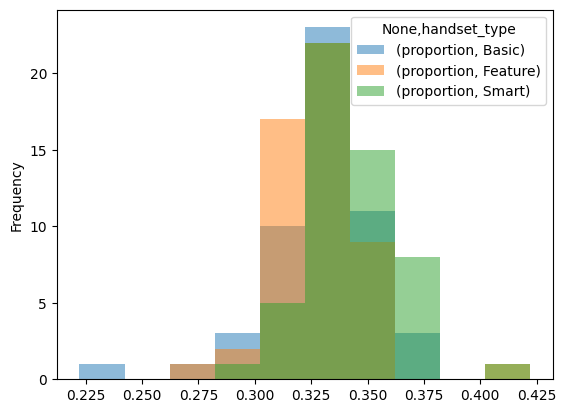 None,handset_type
(proportion, Basic)
(proportion, Feature)
(proportion, Smart)
Frequency
20
15
10
5
0
0.225 0.250 0.275 0.300 0.325 0.350 0.375 0.400 0.425